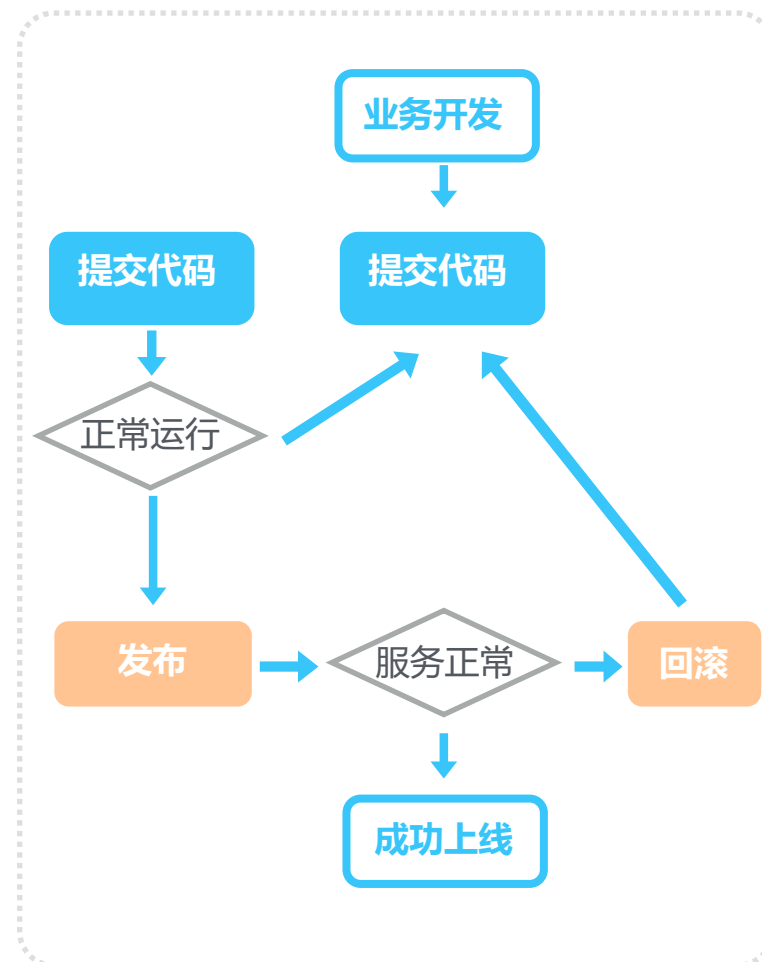 业务开发
提交代码
提交代码
正常运行
发布
服务正常
回滚
成功上线